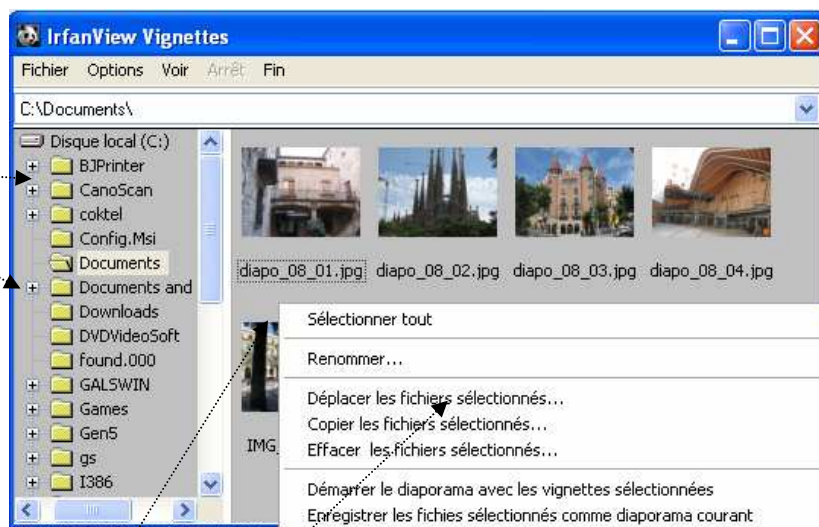 IrfanView Vignettes
Fichier Options Voir Arrêt Fin
C:\Documents\
Disque local (C:)
BJPrinter
CanoScan
coktel
Config.Msi
Documents
Documents and
Downloads
DVDVideoSoft
found.000
GALSWIN
Games
Gen5
gs
I386
diapo_08_01.jpg diapo_08_02.jpg diapo_08_03.jpg diapo_08_04.jpg
IMG_
Sélectionner tout
Renommer...
Déplacer les fichiers sélectionnés...
Copier les fichiers sélectionnés...
Effacer les fichiers sélectionnés...
Démarrer le diaporama avec les vignettes sélectionnées
Enregistrer les fichies sélectionnés comme diaporama courant